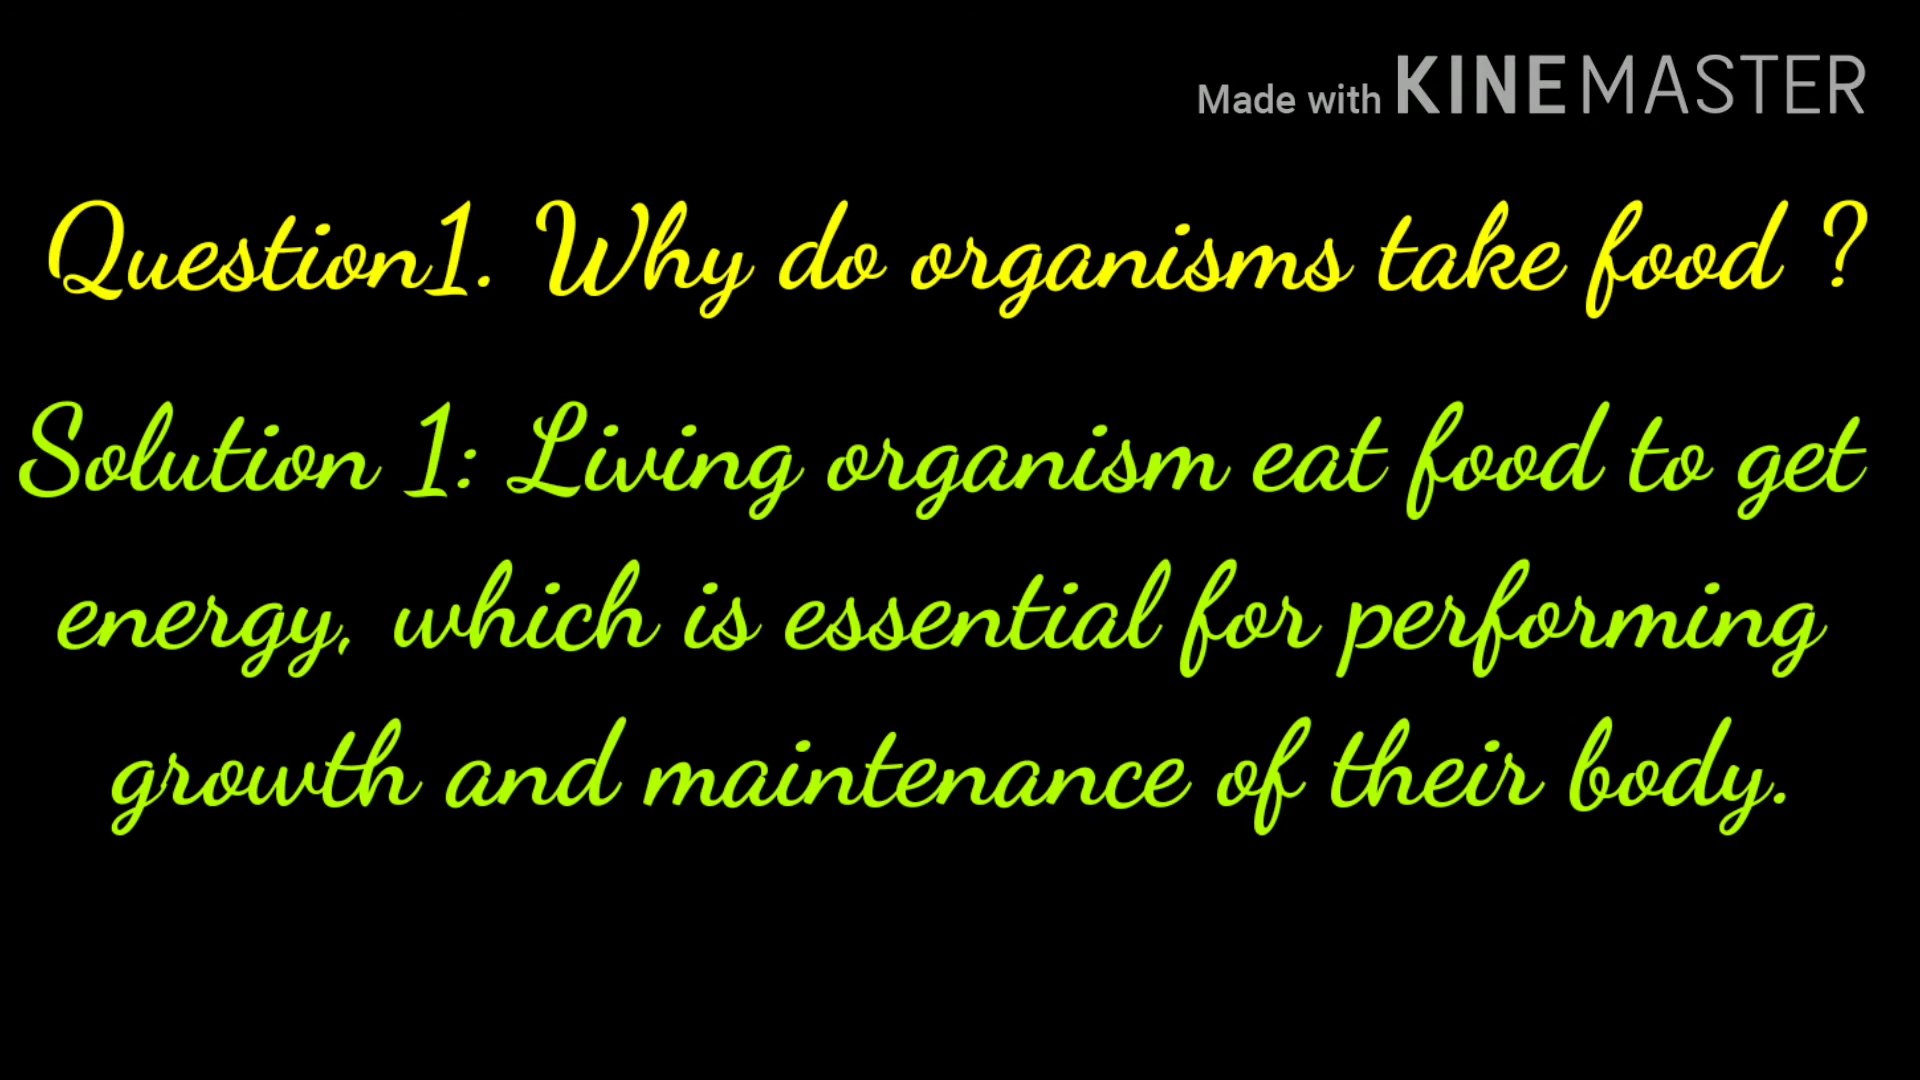 Made with KINEMASTER
Question1. Why do organisms take food ?
Solution 1: Living organism eat food to get
energy, which is essential for performing
growth and maintenance of their body.